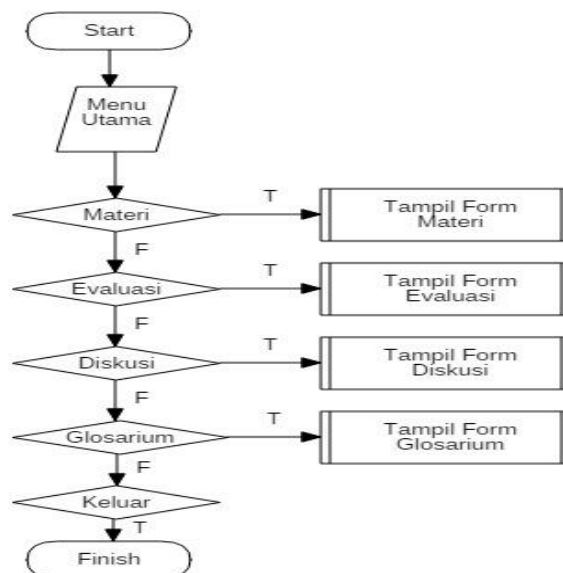 Start
Menu
Utama
Materi
T
Tampil Form
Materi
F
Evaluasi
T
Tampil Form
Evaluasi
F
Diskusi
T
Tampil Form
Diskusi
F
Glosarium
T
Tampil Form
Glosarium
F
Keluar
T
Finish